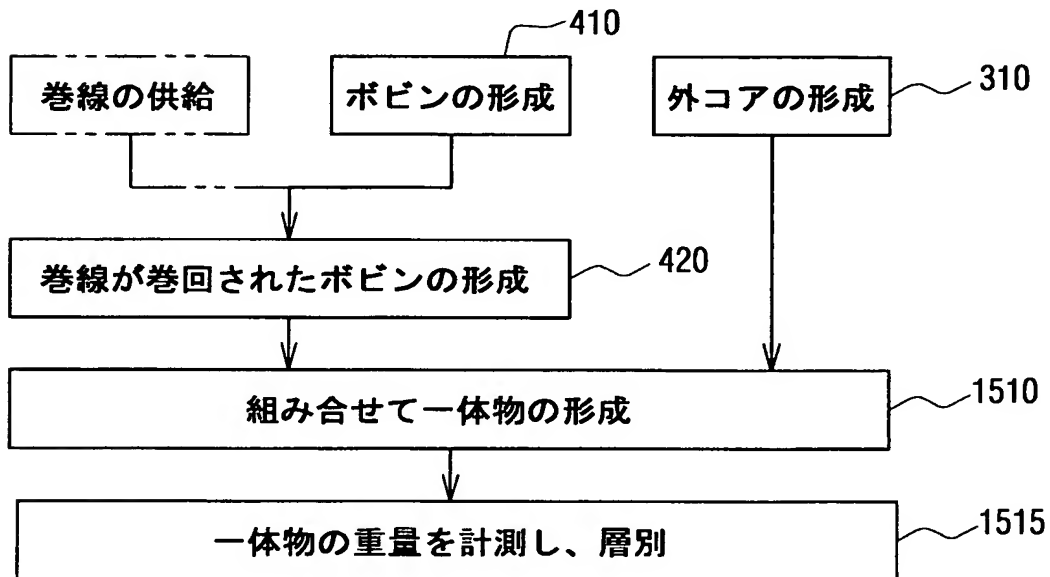 410
巻線の供給
ボビンの形成
外コアの形成
310
巻線が巻回されたボビンの形成
420
組み合せて一体物の形成
1510
一体物の重量を計測し、層別
1515